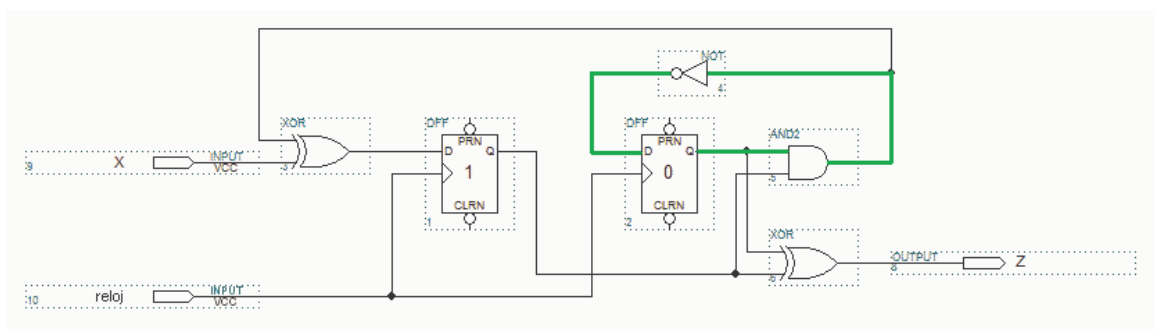 NOT
4
XOR
DFF
DFF
AND2
PRN
PRN
D Q
D Q
9 X INPUT
VCC
3
1
0
5
CLRN
CLRN
1
2
XOR
OUTPUT
Z
8
6
10 reloj INPUT
VCC